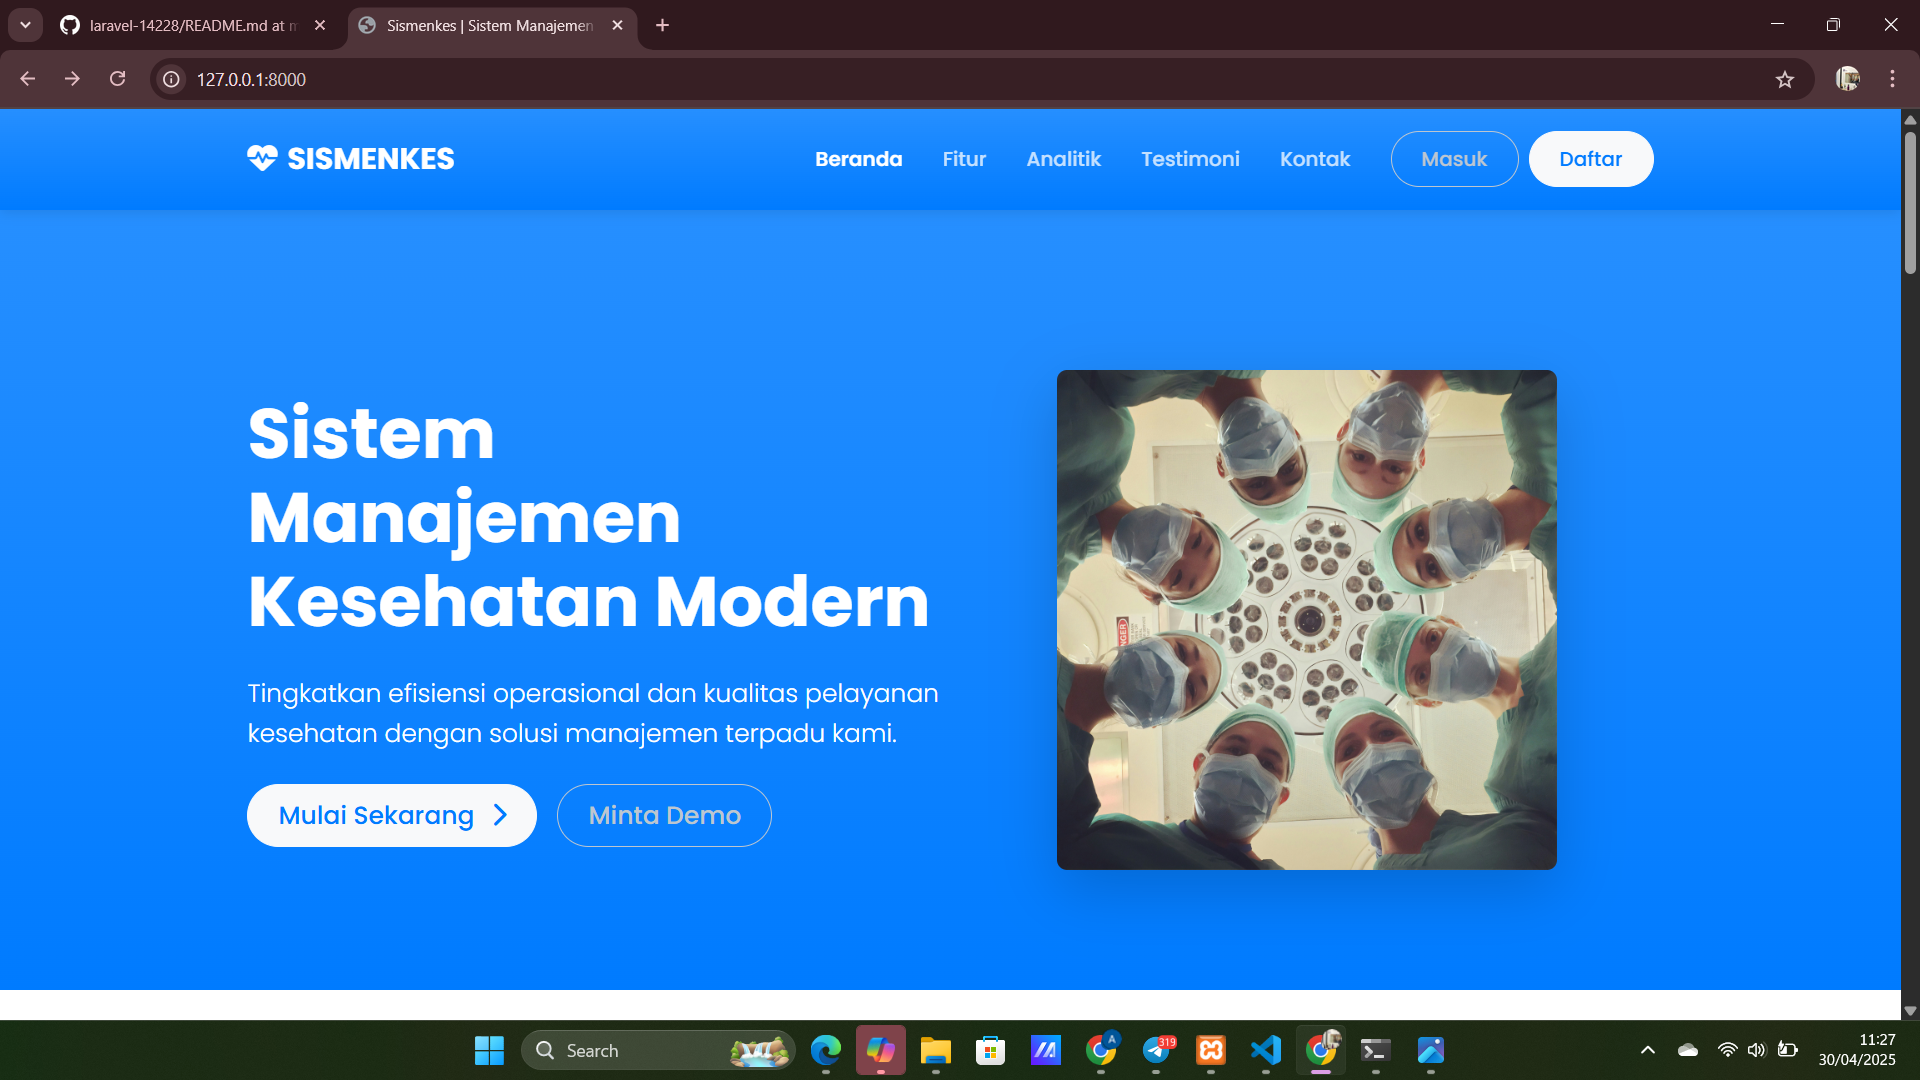 laravel-14228/README.md at m
Sismenkes | Sistem Manajemen
127.0.0.1:8000
SISMENKES
Beranda
Fitur
Analitik
Testimoni
Kontak
Masuk
Daftar
Sistem
Manajemen
Kesehatan Modern
Tingkatkan efisiensi operasional dan kualitas pelayanan
kesehatan dengan solusi manajemen terpadu kami.
Mulai Sekarang
Minta Demo
DANGER
Search
A
319
11:27
30/04/2025